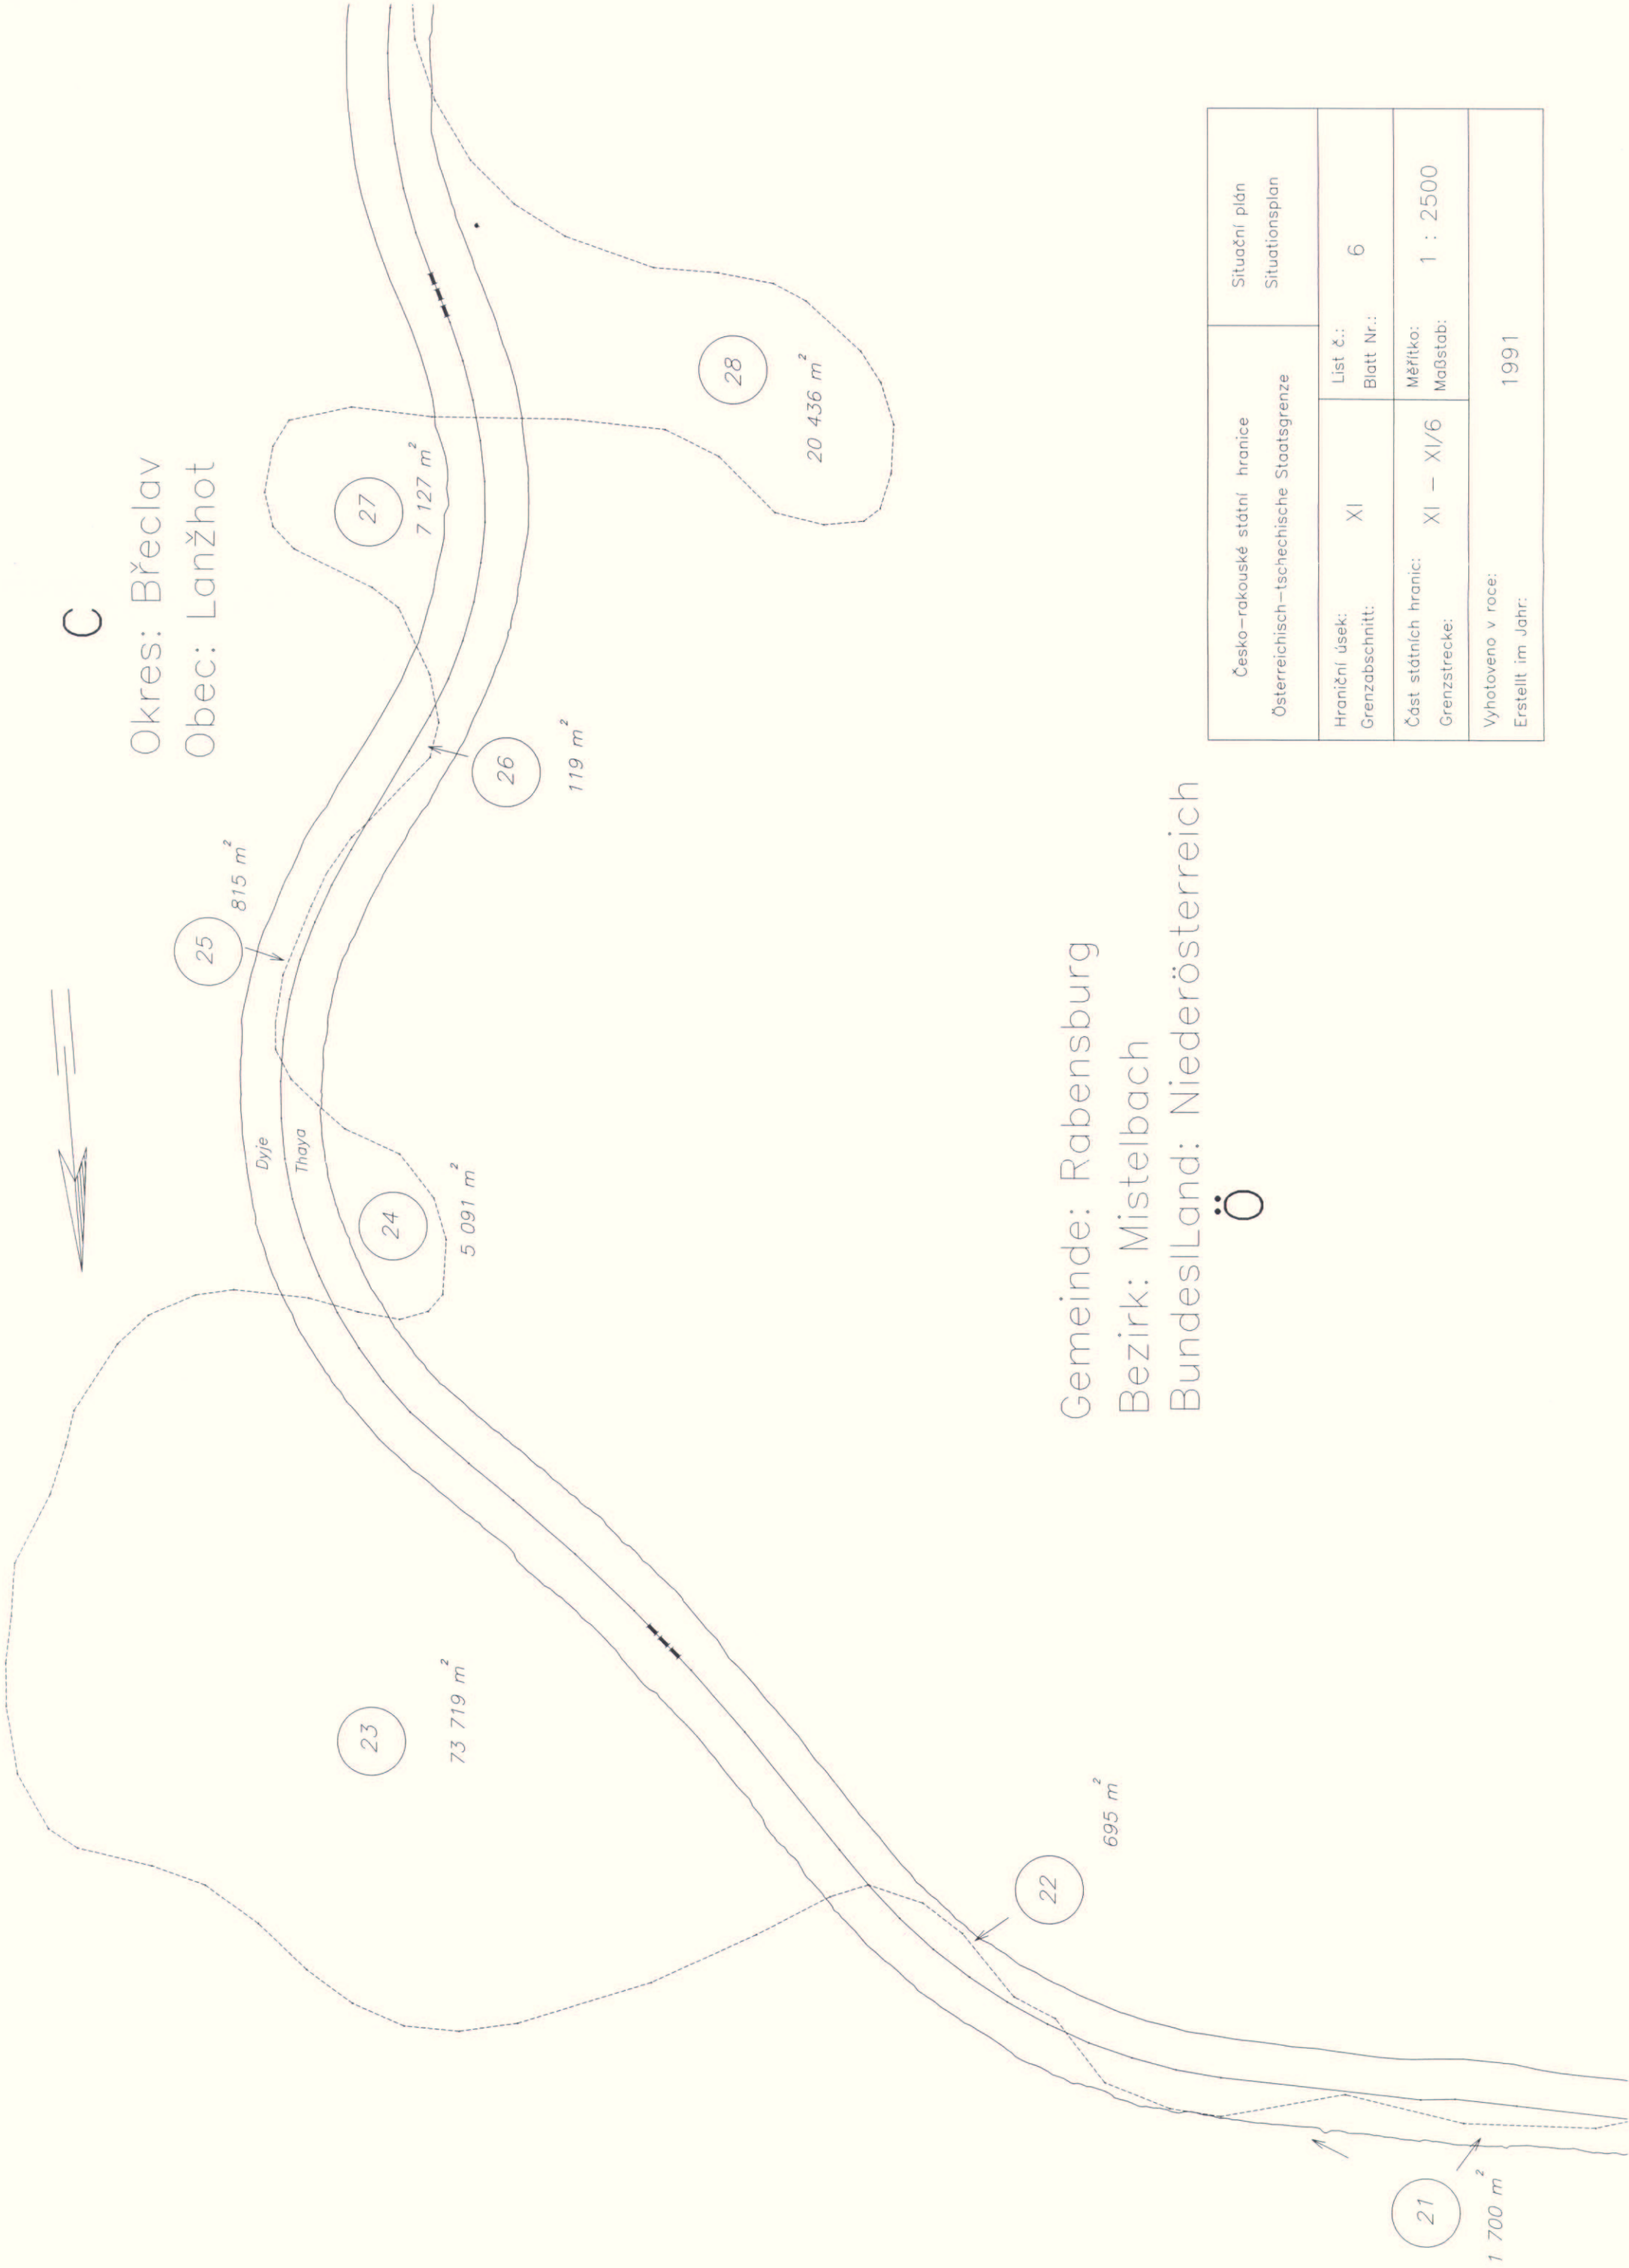 C
Okres: Břeclav
Obec: Lanžhot
Dyje
Thaya
21
1 700 m²
22
695 m²
23
73 719 m²
24
5 091 m²
25
815 m²
26
119 m²
27
7 127 m²
28
20 436 m²
Gemeinde: Rabensburg
Bezirk: Mistelbach
BundeslLand: Niederösterreich
Ö
Česko–rakouské státní hranice
Österreichisch–tschechische Staatsgrenze
Situační plán
Situationsplan
Hraniční úsek:
Grenzabschnitt:
XI
List č.:
Blatt Nr.:
6
Část státních hranic:
Grenzstrecke:
XI – XI/6
Měřítko:
Maßstab:
1 : 2500
Vyhotoveno v roce:
Erstellt im Jahr:
1991